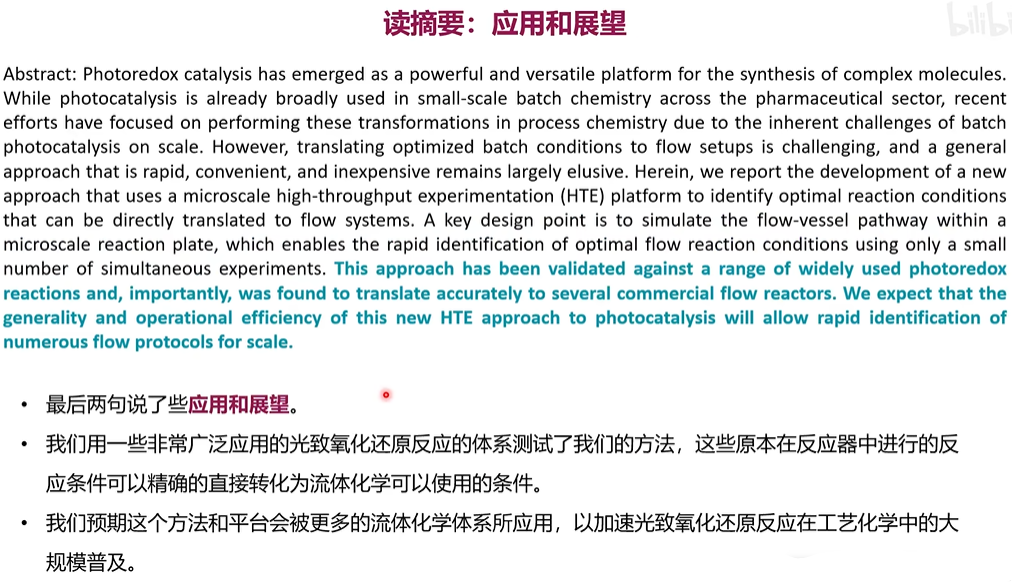 读摘要：应用和展望
bilibi
Abstract: Photoredox catalysis has emerged as a powerful and versatile platform for the synthesis of complex molecules.
While photocatalysis is already broadly used in small-scale batch chemistry across the pharmaceutical sector, recent
efforts have focused on performing these transformations in process chemistry due to the inherent challenges of batch
photocatalysis on scale. However, translating optimized batch conditions to flow setups is challenging, and a general
approach that is rapid, convenient, and inexpensive remains largely elusive. Herein, we report the development of a new
approach that uses a microscale high-throughput experimentation (HTE) platform to identify optimal reaction conditions
that can be directly translated to flow systems. A key design point is to simulate the flow-vessel pathway within a
microscale reaction plate, which enables the rapid identification of optimal flow reaction conditions using only a small
number of simultaneous experiments. This approach has been validated against a range of widely used photoredox
reactions and, importantly, was found to translate accurately to several commercial flow reactors. We expect that the
generality and operational efficiency of this new HTE approach to photocatalysis will allow rapid identification of
numerous flow protocols for scale.
• 最后两句说了些应用和展望。
• 我们用一些非常广泛应用的光致氧化还原反应的体系测试了我们的方法，这些原本在反应器中进行的反
应条件可以精确的直接转化为流体化学可以使用的条件。
• 我们预期这个方法和平台会被更多的流体化学体系所应用，以加速光致氧化还原反应在工艺化学中的大
规模普及。